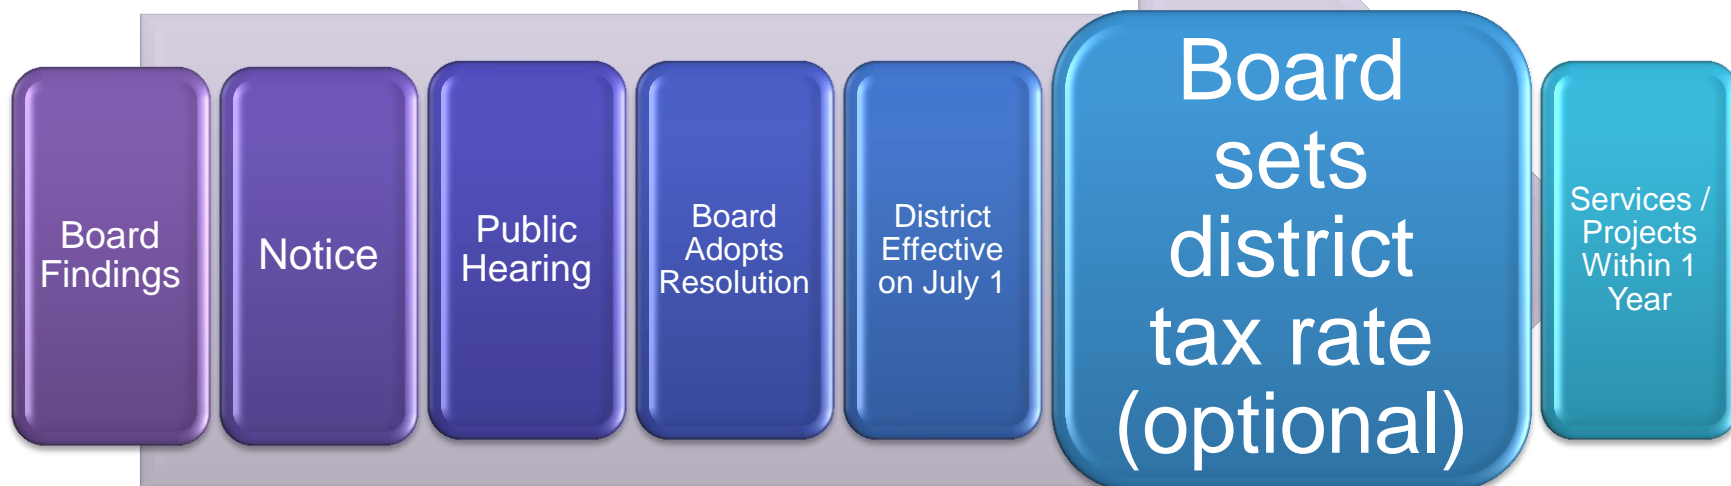 Board
Findings
Notice
Public
Hearing
Board
Adopts
Resolution
District
Effective
on July 1
Board
sets
district
tax rate
(optional)
Services /
Projects
Within 1
Year